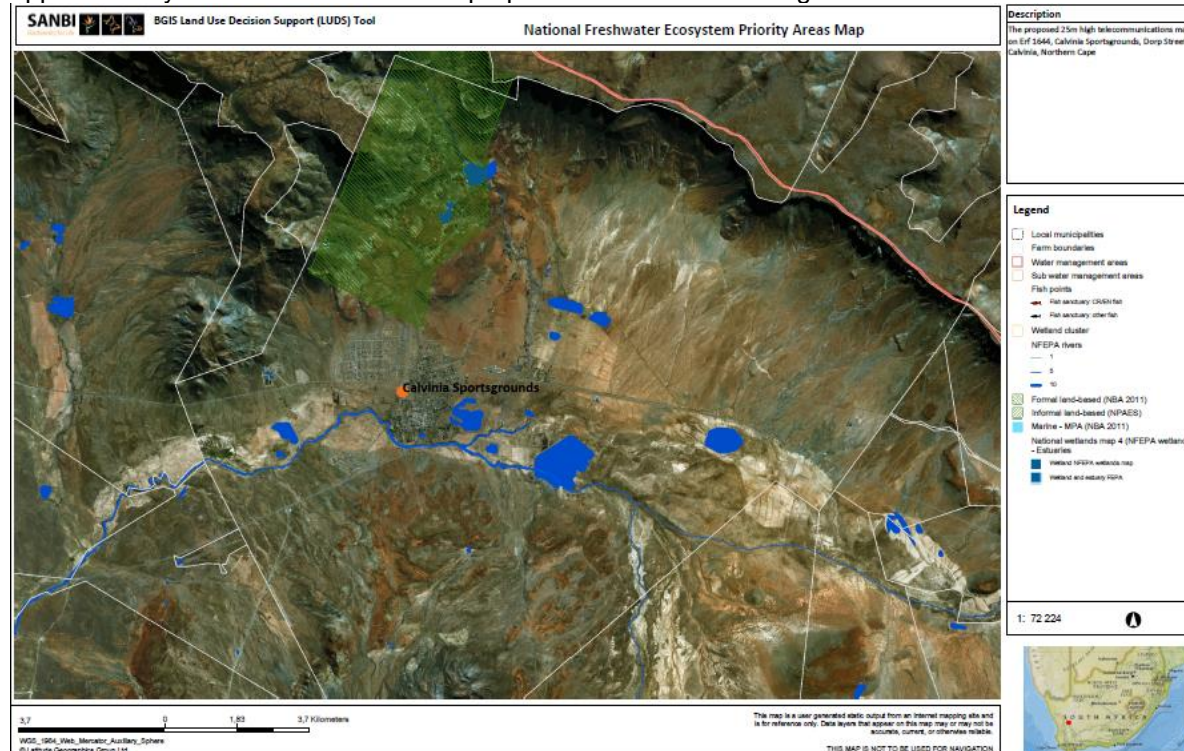 SANBI
BGIS Land Use Decision Support (LUDS) Tool
National Freshwater Ecosystem Priority Areas Map
Description
The proposed 25m high telecommunications
on Erf 1644, Calvinia Sportsgrounds, Dorp
Calvinia, Northern Cape
Calvinia Sportsgrounds
Legend
Local municipalities
Farm boundaries
Water management areas
Sub water management areas
Fish points
Fish sanctuary: CR/EN fish
Fish sanctuary: other fish
Wetland cluster
NFEPA rivers
1
5
10
Formal land-based (NBA 2011)
Informal land-based (NPAES)
Marine - MPA (NBA 2011)
National wetlands map 4 (NFEPA
- Estuaries
Wetland NFEPA wetlands map
Wetland and estuary FEPA
1: 72 224
SOUTH AFRICA
3,7 0 1,83 3,7 Kilometers
WGS_1984_Web_Mercator_Auxiliary_Sphere
© Latitude Geographics Group Ltd.
This map is a user generated static output from an Internet mapping site and
is for reference only. Data layers that appear on this map may or may not be
accurate, current, or otherwise reliable.
THIS MAP IS NOT TO BE USED FOR NAVIGATION